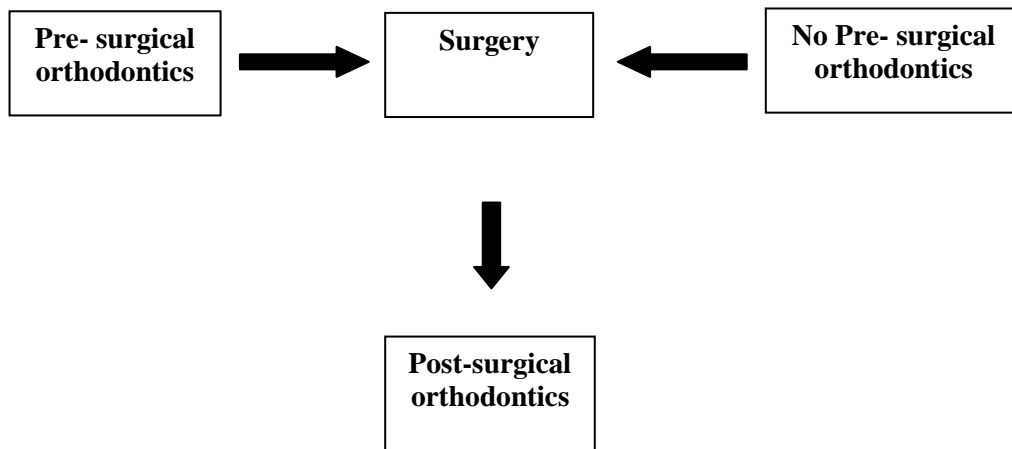 Pre- surgical
orthodontics
Surgery
No Pre- surgical
orthodontics
Post-surgical
orthodontics